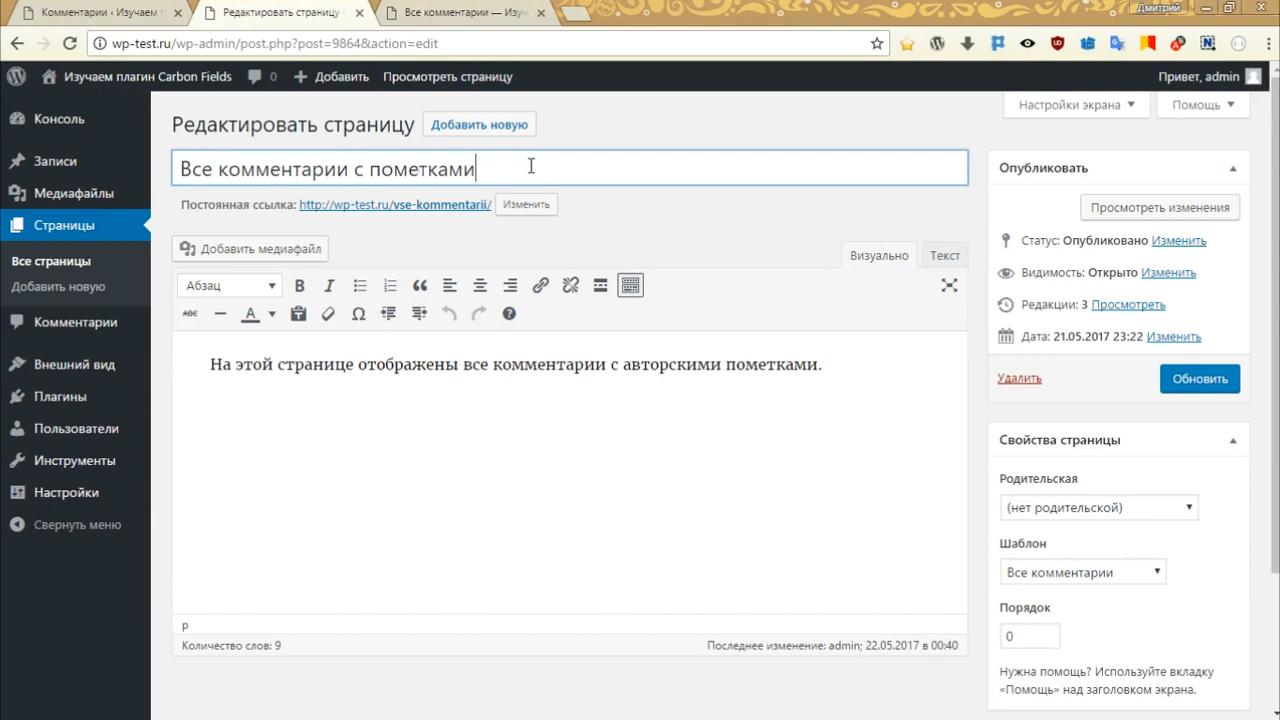 Комментарии ‹ Изучаем п
Редактировать страницу ‹
Все комментарии — Изуч
Дмитрий
wp-test.ru/wp-admin/post.php?post=9864&action=edit
Изучаем плагин Carbon Fields
0
Добавить
Просмотреть страницу
Привет, admin
Консоль
Записи
Медиафайлы
Страницы
Все страницы
Добавить новую
Комментарии
Внешний вид
Плагины
Пользователи
Инструменты
Настройки
Свернуть меню
Настройки экрана
Помощь
Редактировать страницу
Добавить новую
Все комментарии с пометками
Постоянная ссылка: http://wp-test.ru/vse-kommentarii/ Изменить
Добавить медиафайл
Визуально
Текст
Абзац
B I
ABC A
На этой странице отображены все комментарии с авторскими пометками.
p
Количество слов: 9
Последнее изменение: admin; 22.05.2017 в 00:40
Опубликовать
Просмотреть изменения
Статус: Опубликовано Изменить
Видимость: Открыто Изменить
Редакции: 3 Просмотреть
Дата: 21.05.2017 23:22 Изменить
Удалить
Обновить
Свойства страницы
Родительская
(нет родительской)
Шаблон
Все комментарии
Порядок
0
Нужна помощь? Используйте вкладку
«Помощь» над заголовком экрана.